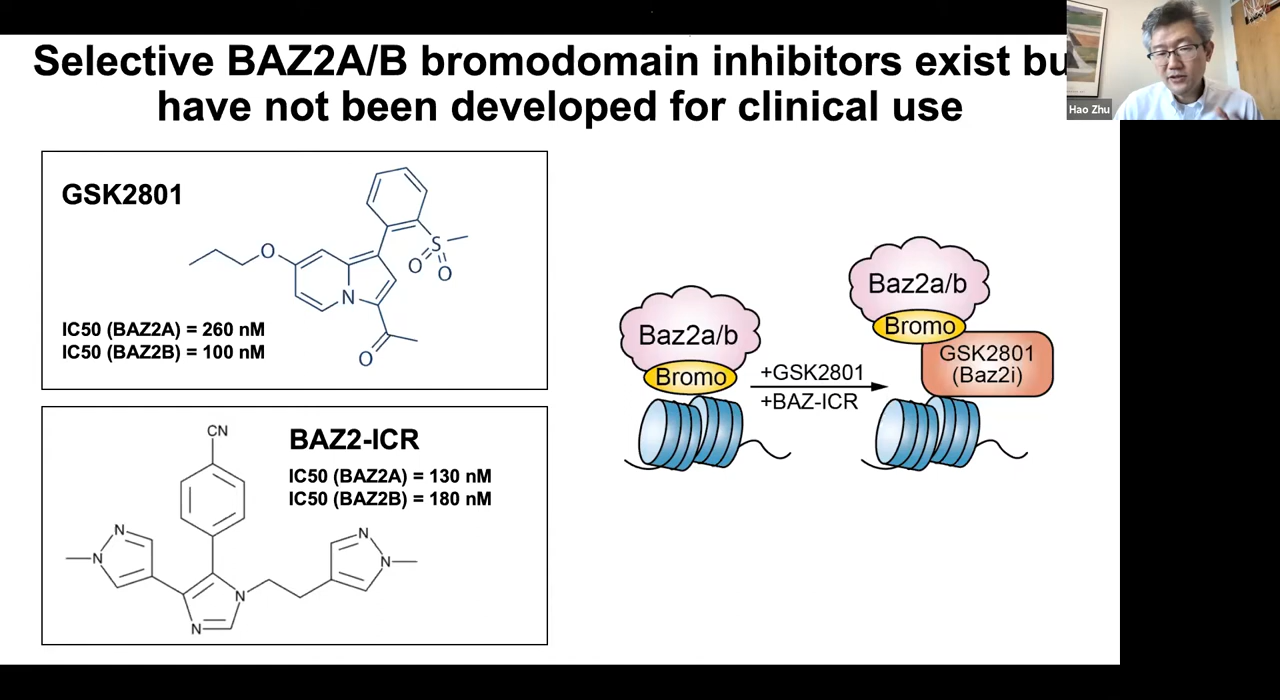 Selective BAZ2A/B bromodomain inhibitors exist bu
have not been developed for clinical use
Hao Zhu
GSK2801
O
S
O
O
N
O
IC50 (BAZ2A) = 260 nM
IC50 (BAZ2B) = 100 nM
CN
BAZ2-ICR
IC50 (BAZ2A) = 130 nM
IC50 (BAZ2B) = 180 nM
N
N
N
N
N
N
Baz2a/b
Bromo
+GSK2801
+BAZ-ICR
Baz2a/b
Bromo
GSK2801
(Baz2i)